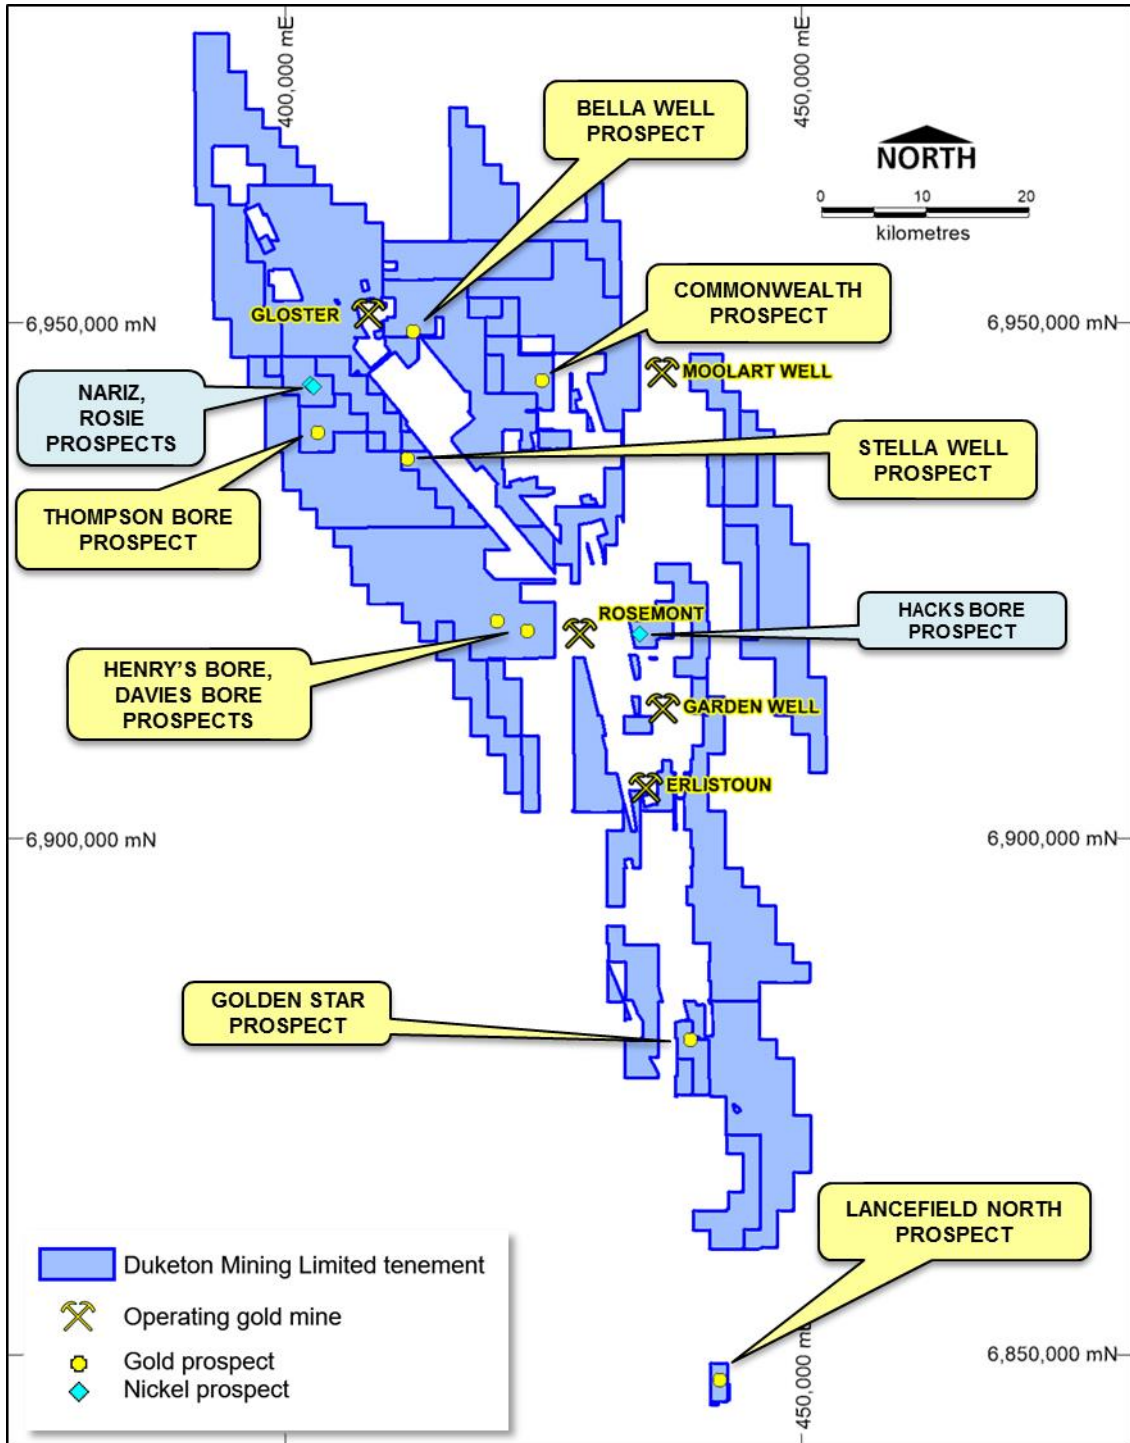 400,000 mE
450,000 mE
BELLA WELL
PROSPECT
NORTH
0 10 20
kilometres
COMMONWEALTH
PROSPECT
GLOSTER
6,950,000 mN
6,950,000 mN
MOOLART WELL
NARIZ,
ROSIE
PROSPECTS
STELLA WELL
PROSPECT
THOMPSON BORE
PROSPECT
ROSEMONT
HACKS BORE
PROSPECT
HENRY'S BORE,
DAVIES BORE
PROSPECTS
GARDEN WELL
ERLISTOUN
6,900,000 mN
6,900,000 mN
GOLDEN STAR
PROSPECT
LANCEFIELD NORTH
PROSPECT
Duketon Mining Limited tenement
Operating gold mine
Gold prospect
Nickel prospect
6,850,000 mN
450,000 mE